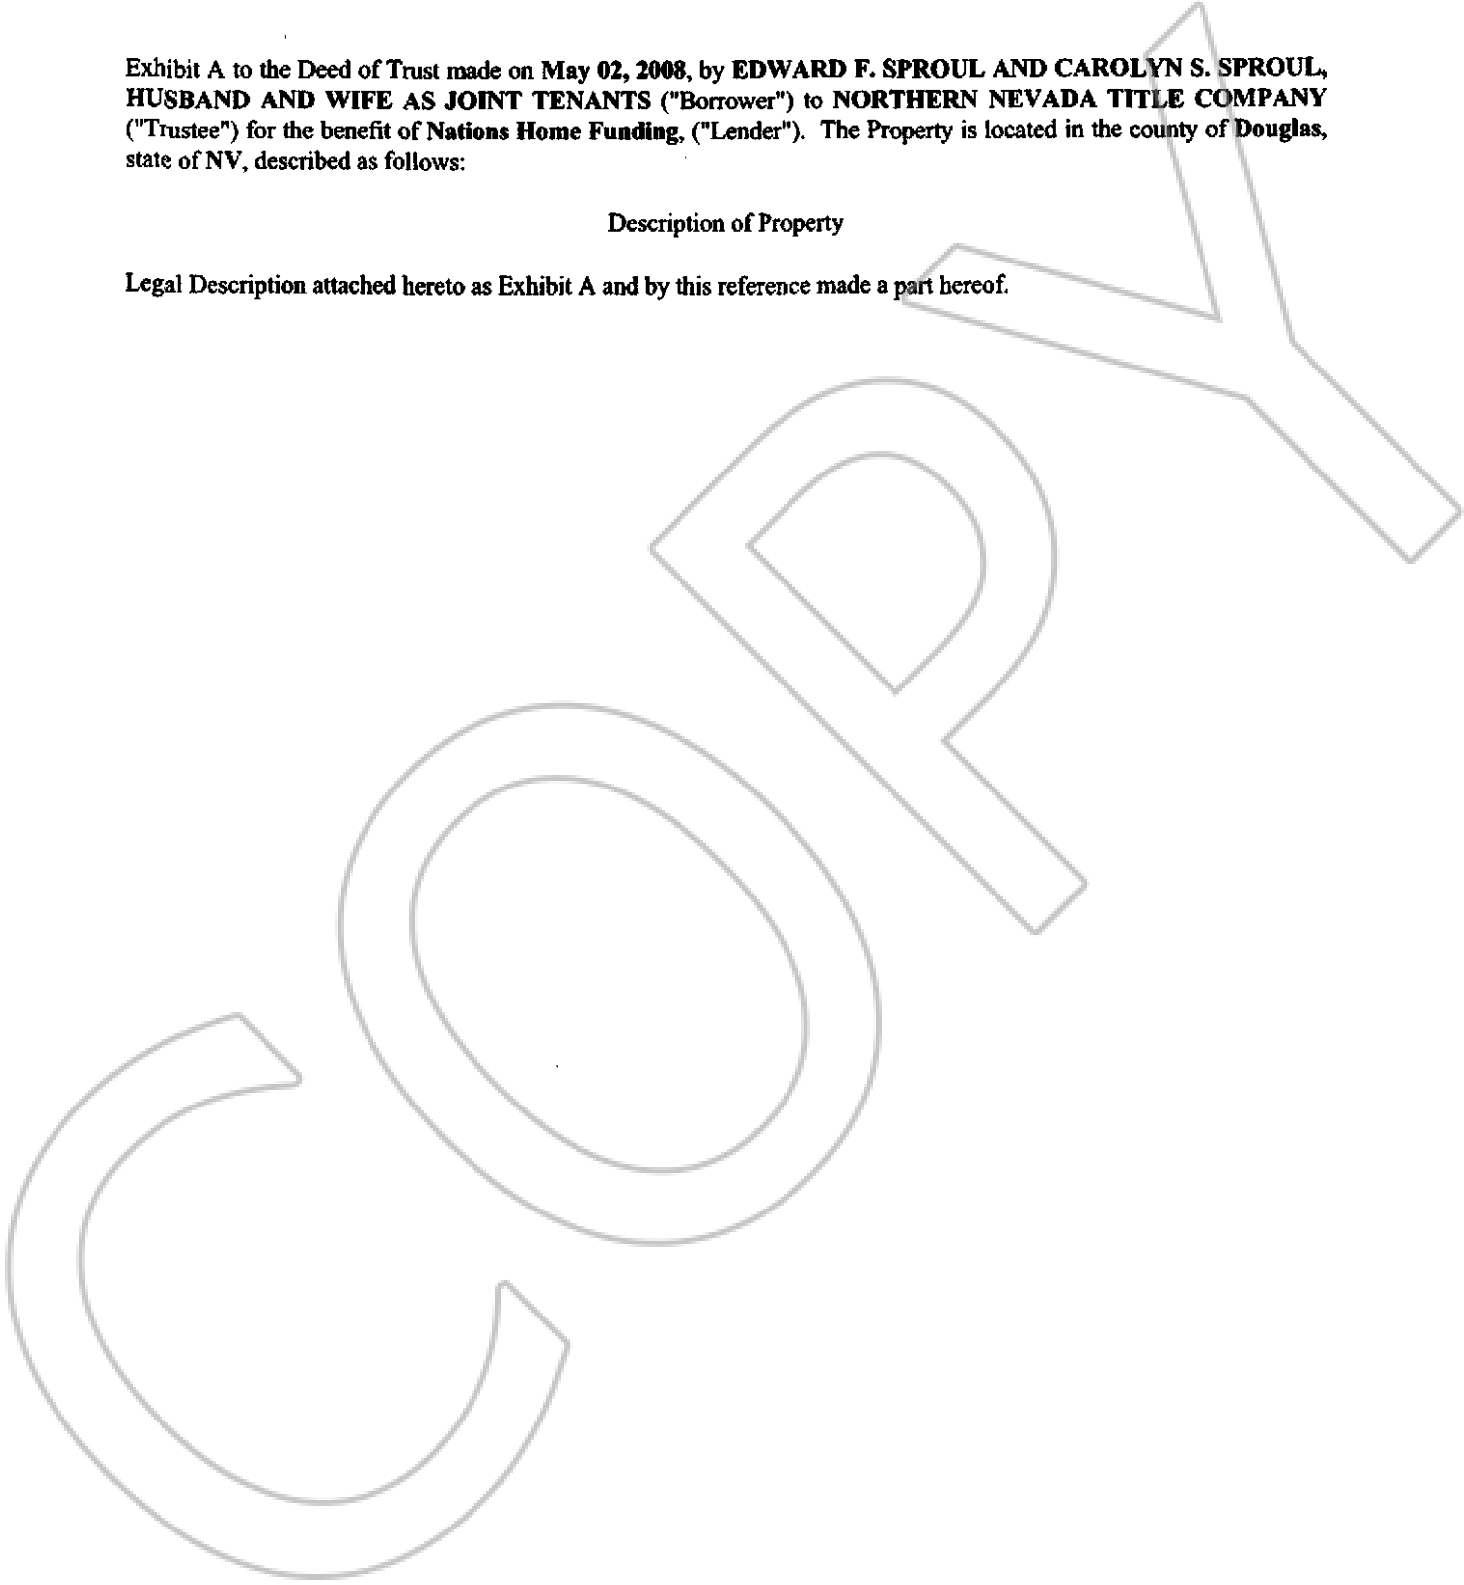 Exhibit A to the Deed of Trust made on May 02, 2008, by EDWARD F. SPROUL AND CAROLYN S. SPROUL,
HUSBAND AND WIFE AS JOINT TENANTS ("Borrower") to NORTHERN NEVADA TITLE COMPANY
("Trustee") for the benefit of Nations Home Funding, ("Lender"). The Property is located in the county of Douglas,
state of NV, described as follows:
Description of Property
Legal Description attached hereto as Exhibit A and by this reference made a part hereof.
COPY